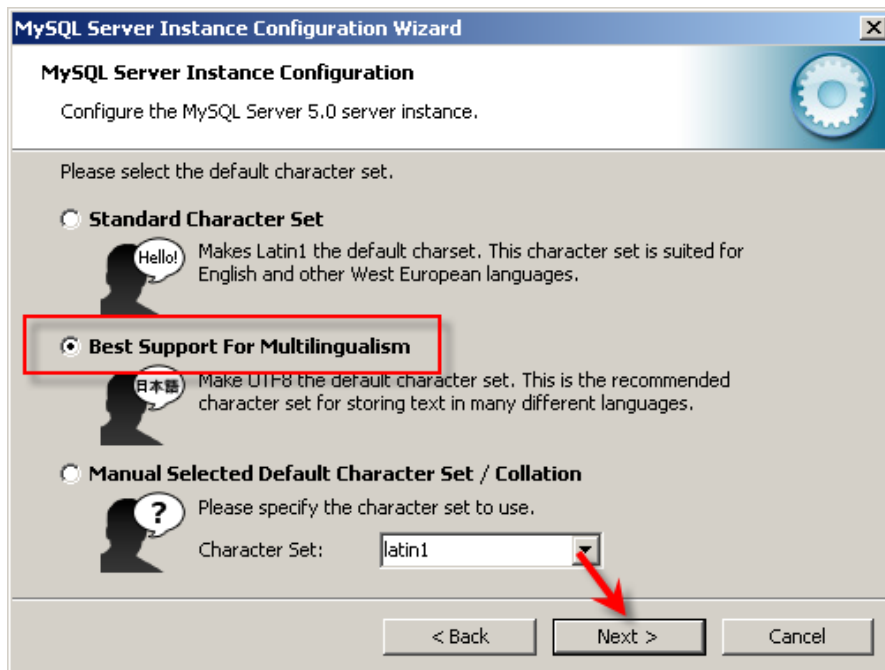 MySQL Server Instance Configuration Wizard
MySQL Server Instance Configuration
Configure the MySQL Server 5.0 server instance.
Please select the default character set.
Standard Character Set
Hello!
Makes Latin1 the default charset. This character set is suited for
English and other West European languages.
Best Support For Multilingualism
日本語
Make UTF8 the default character set. This is the recommended
character set for storing text in many different languages.
Manual Selected Default Character Set / Collation
?
Please specify the character set to use.
Character Set: latin1
< Back Next > Cancel